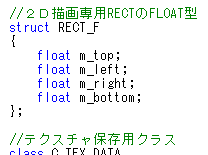 //２Ｄ描画専用RECTのFLOAT型
struct RECT_F
{
    float m_top;
    float m_left;
    float m_right;
    float m_bottom;
};

//テクスチャ保存用クラス
class C_TEX_DATA